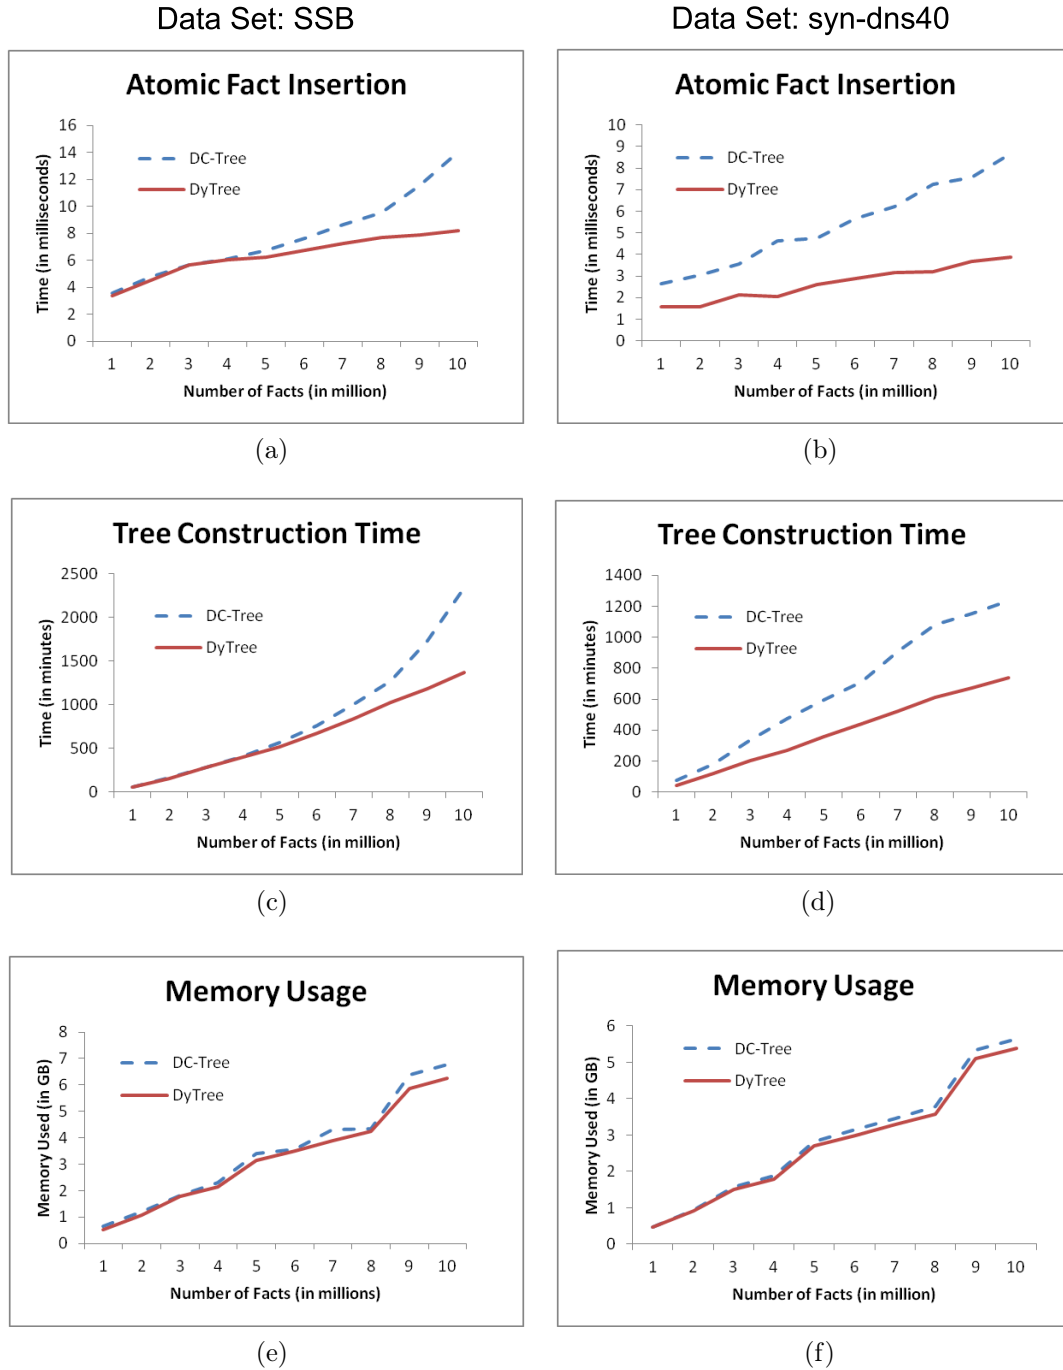 Data Set: SSB
Data Set: syn-dns40
Atomic Fact Insertion
16
14
12
10
8
6
4
2
0
Time (in milliseconds)
DC-Tree
DyTree
1 2 3 4 5 6 7 8 9 10
Number of Facts (in million)
(a)
Atomic Fact Insertion
10
9
8
7
6
5
4
3
2
1
0
Time (in milliseconds)
DC-Tree
DyTree
1 2 3 4 5 6 7 8 9 10
Number of Facts (in million)
(b)
Tree Construction Time
2500
2000
1500
1000
500
0
Time (in minutes)
DC-Tree
DyTree
1 2 3 4 5 6 7 8 9 10
Number of Facts (in million)
(c)
Tree Construction Time
1400
1200
1000
800
600
400
200
0
Time (in minutes)
DC-Tree
DyTree
1 2 3 4 5 6 7 8 9 10
Number of Facts (in million)
(d)
Memory Usage
8
7
6
5
4
3
2
1
0
Memory Used (in GB)
DC-Tree
DyTree
1 2 3 4 5 6 7 8 9 10
Number of Facts (in millions)
(e)
Memory Usage
6
5
4
3
2
1
0
Memory Used (in GB)
DC-Tree
DyTree
1 2 3 4 5 6 7 8 9 10
Number of Facts (in million)
(f)